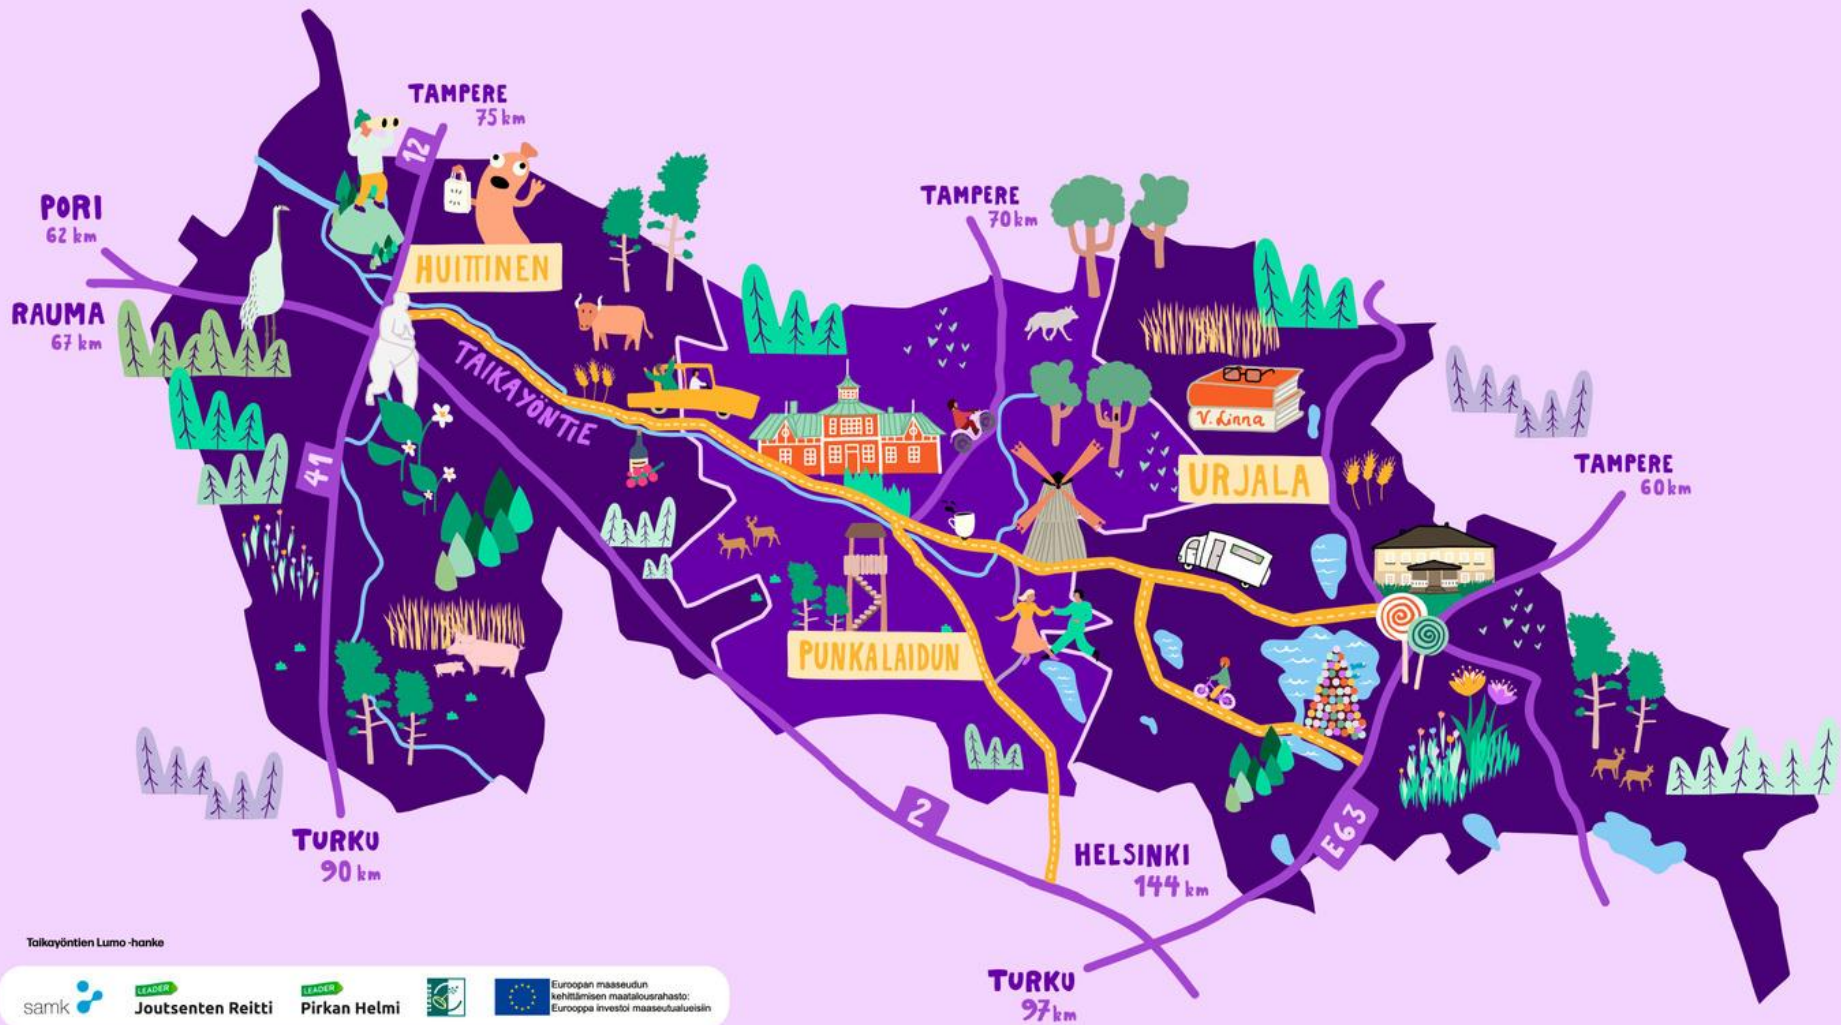 TAMPERE
75 km
12
PORI
62 km
TAMPERE
70 km
HUITTINEN
RAUMA
67 km
TAIKAYÖNTIE
V. Linna
41
URJALA
TAMPERE
60 km
PUNKALAIDUN
2
E63
TURKU
90 km
HELSINKI
144 km
Taikayöntien Lumo -hanke
TURKU
97 km
samk
LEADER
Joutsenten Reitti
LEADER
Pirkan Helmi
LEADER
Euroopan maaseudun
kehittämisen maatalousrahasto:
Eurooppa investoi maaseutualueisiin